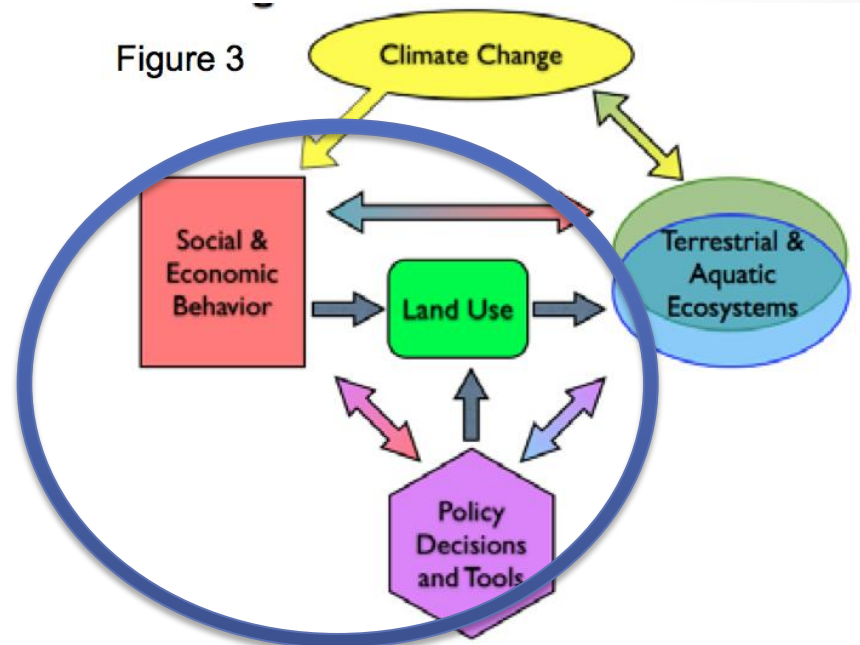 Figure 3
Climate Change
Social &
Economic
Behavior
Land Use
Terrestrial &
Aquatic
Ecosystems
Policy
Decisions
and Tools